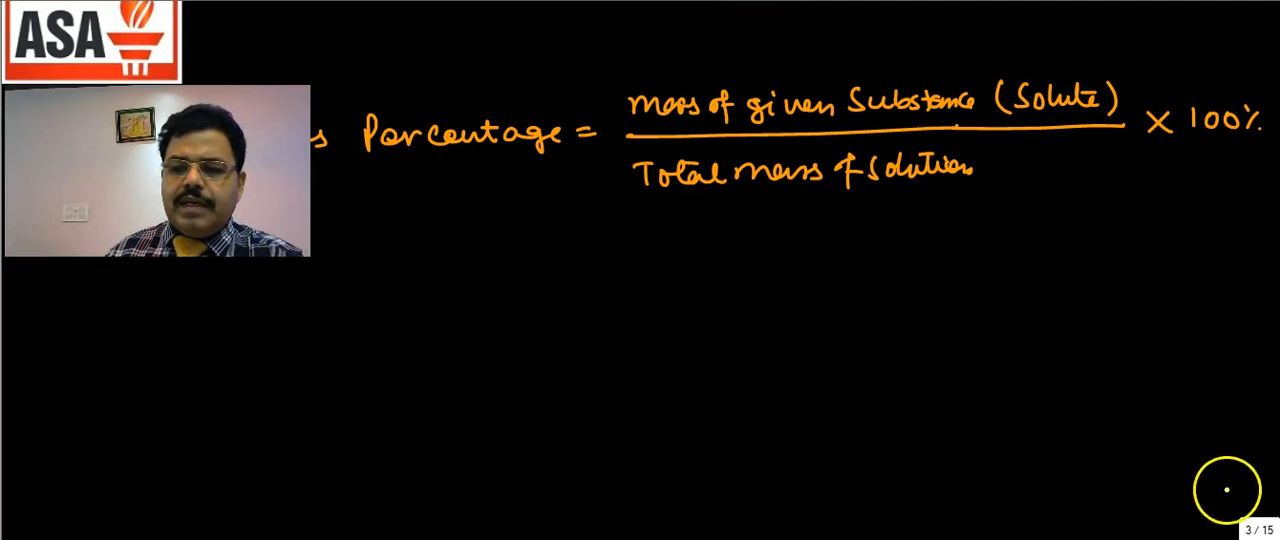 ASA
s Percentage = mass of given Substance (Solute) × 100%
Total mass of Solution
3 / 15